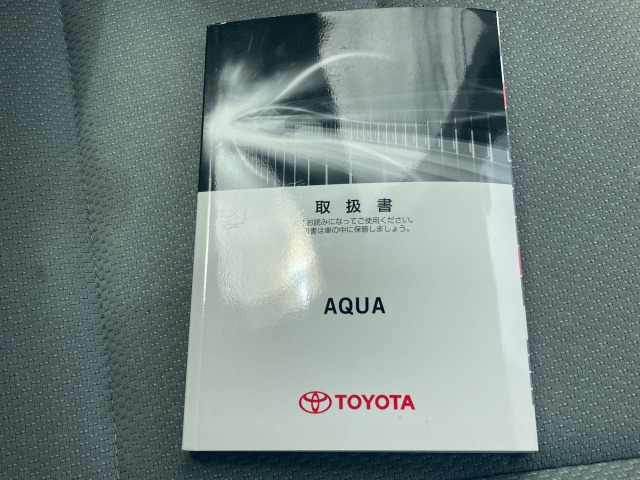 取扱書
お読みになってご使用ください。
書は車の中に保管しましょう。
AQUA
TOYOTA